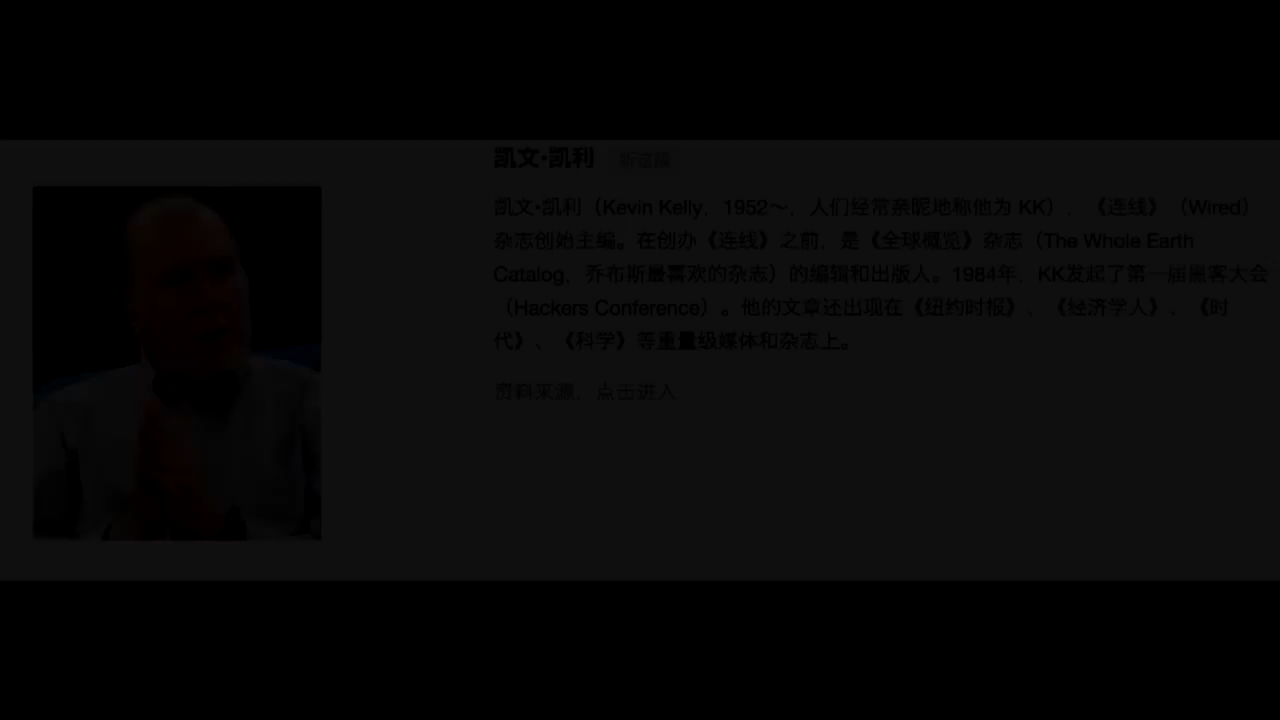 凯文·凯利
凯文•凯利（Kevin Kelly，1952～，人们经常亲昵地称他为 KK），《连线》（Wired）
杂志创始主编。在创办《连线》之前，是《全球概览》杂志（The Whole Earth
Catalog，乔布斯最喜欢的杂志）的编辑和出版人。1984年，KK发起了第一届黑客大会
（Hackers Conference）。他的文章还出现在《纽约时报》、《经济学人》、《时
代》、《科学》等重量级媒体和杂志上。
资料来源，点击进入